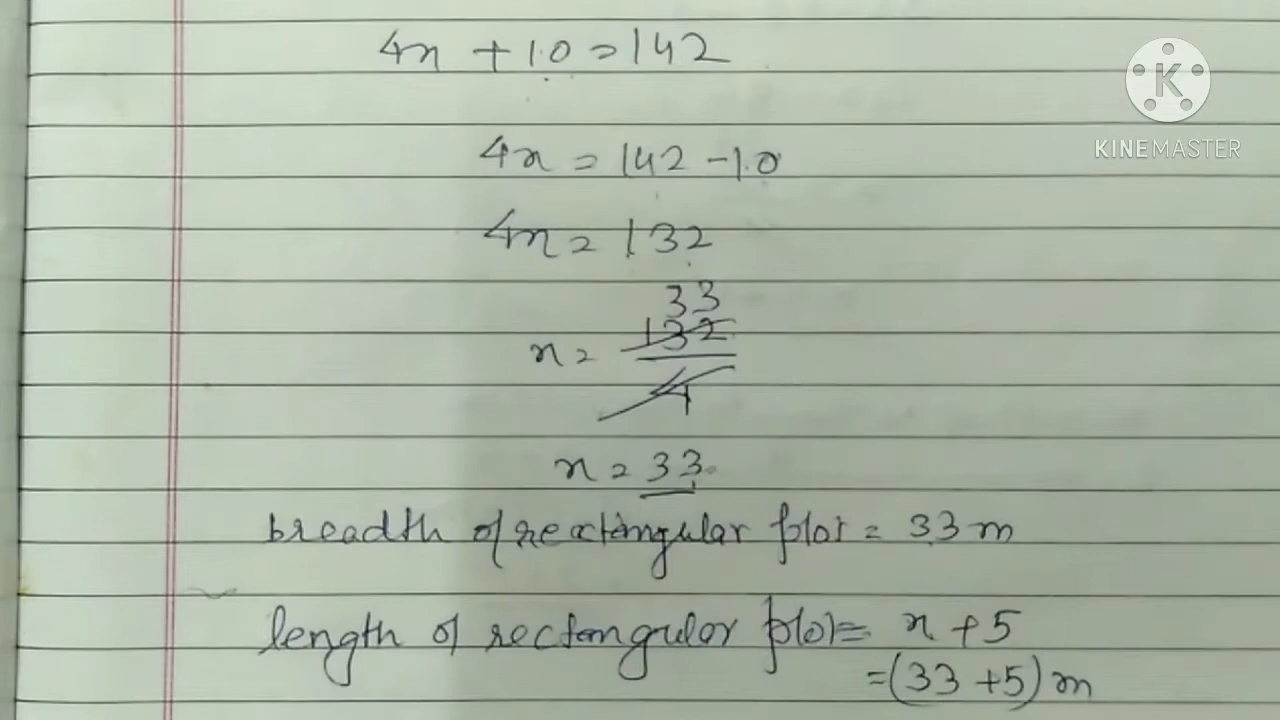 4x + 10 = 142
K
KINEMASTER
4x = 142 - 10
4x = 132
33
x = 132
4
x = 33
breadth of rectangular plot = 33 m
length of rectangular plot = x + 5
= (33 + 5) m